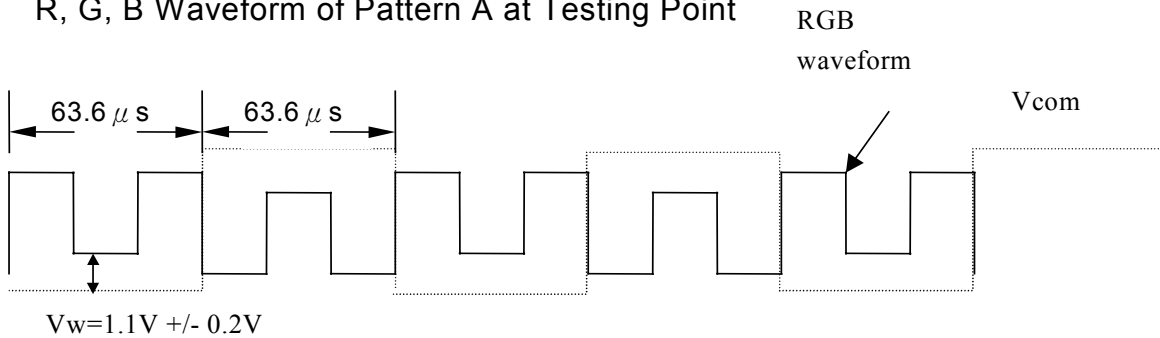 R, G, B Waveform of Pattern A at Testing Point
RGB
waveform
63.6 μ s
63.6 μ s
Vcom
Vw=1.1V +/- 0.2V